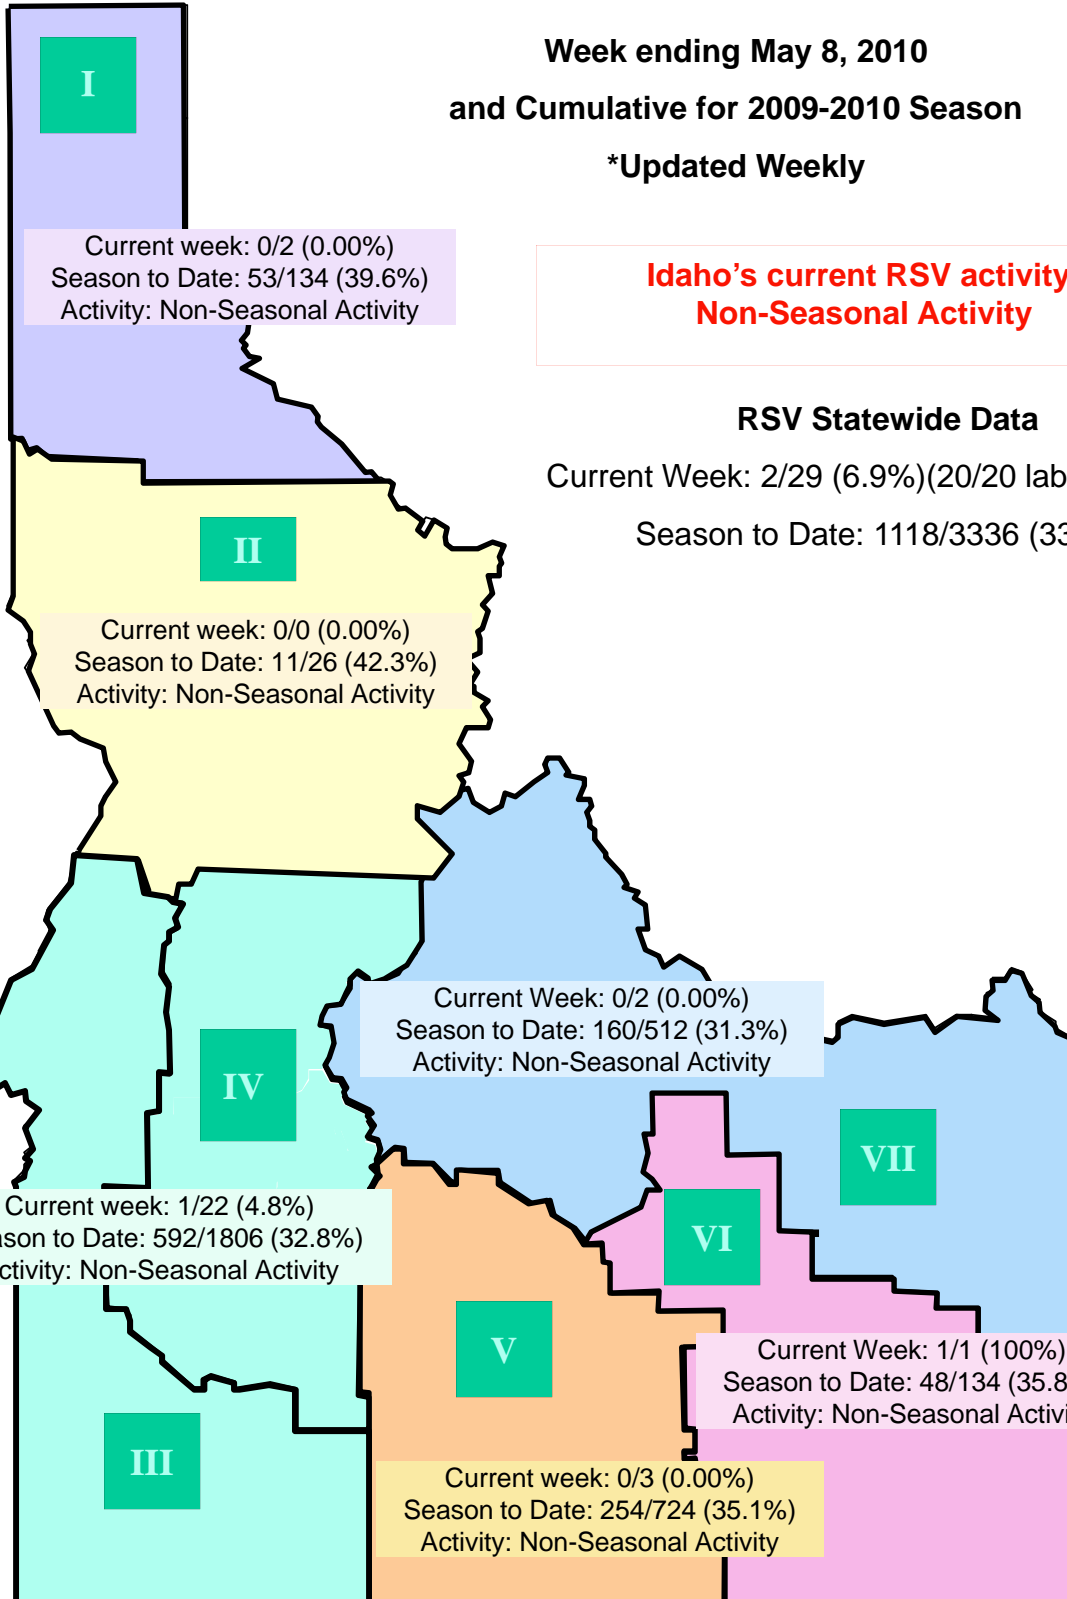 Week ending May 8, 2010
and Cumulative for 2009-2010 Season
*Updated Weekly
I
Current week: 0/2 (0.00%)
Season to Date: 53/134 (39.6%)
Activity: Non-Seasonal Activity
Idaho's current RSV activity
Non-Seasonal Activity
RSV Statewide Data
Current Week: 2/29 (6.9%)(20/20 lab
Season to Date: 1118/3336 (33
II
Current week: 0/0 (0.00%)
Season to Date: 11/26 (42.3%)
Activity: Non-Seasonal Activity
Current Week: 0/2 (0.00%)
Season to Date: 160/512 (31.3%)
Activity: Non-Seasonal Activity
IV
VII
Current week: 1/22 (4.8%)
ason to Date: 592/1806 (32.8%)
ctivity: Non-Seasonal Activity
VI
V
Current Week: 1/1 (100%)
Season to Date: 48/134 (35.8
Activity: Non-Seasonal Activi
III
Current week: 0/3 (0.00%)
Season to Date: 254/724 (35.1%)
Activity: Non-Seasonal Activity